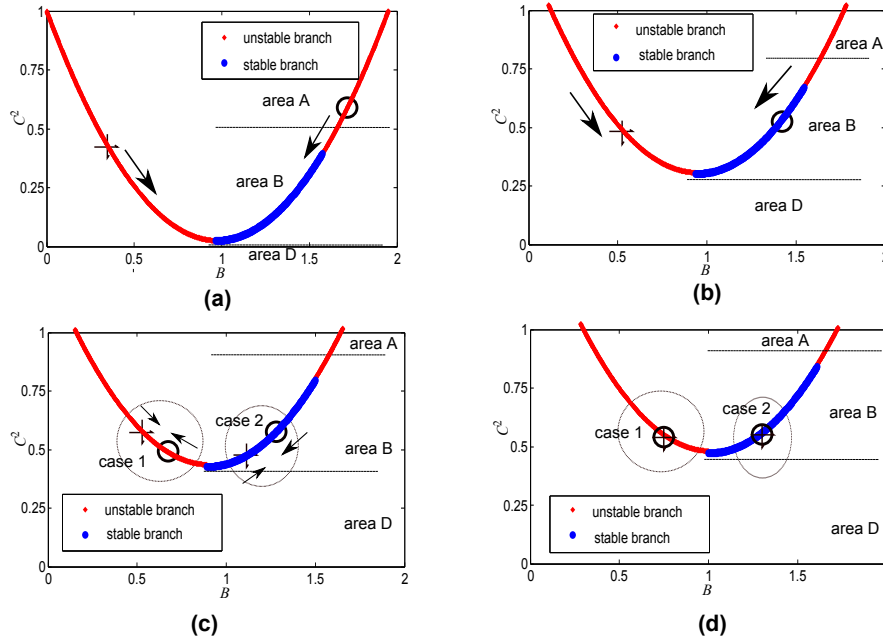 1
0.75
0.5
0.25
0
C²
unstable branch
stable branch
area A
area B
area D
0
0.5
1
1.5
2
B
(a)
1
0.75
0.5
0.25
0
C²
unstable branch
stable branch
area A
area B
area D
0
0.5
1
1.5
2
B
(b)
1
0.75
0.5
0.25
0
C²
area A
case 2
case 1
area B
unstable branch
stable branch
area D
0
0.5
1
1.5
2
B
(c)
1
0.75
0.5
0.25
0
C²
area A
case 2
case 1
area B
unstable branch
stable branch
area D
0
0.5
1
1.5
B
(d)